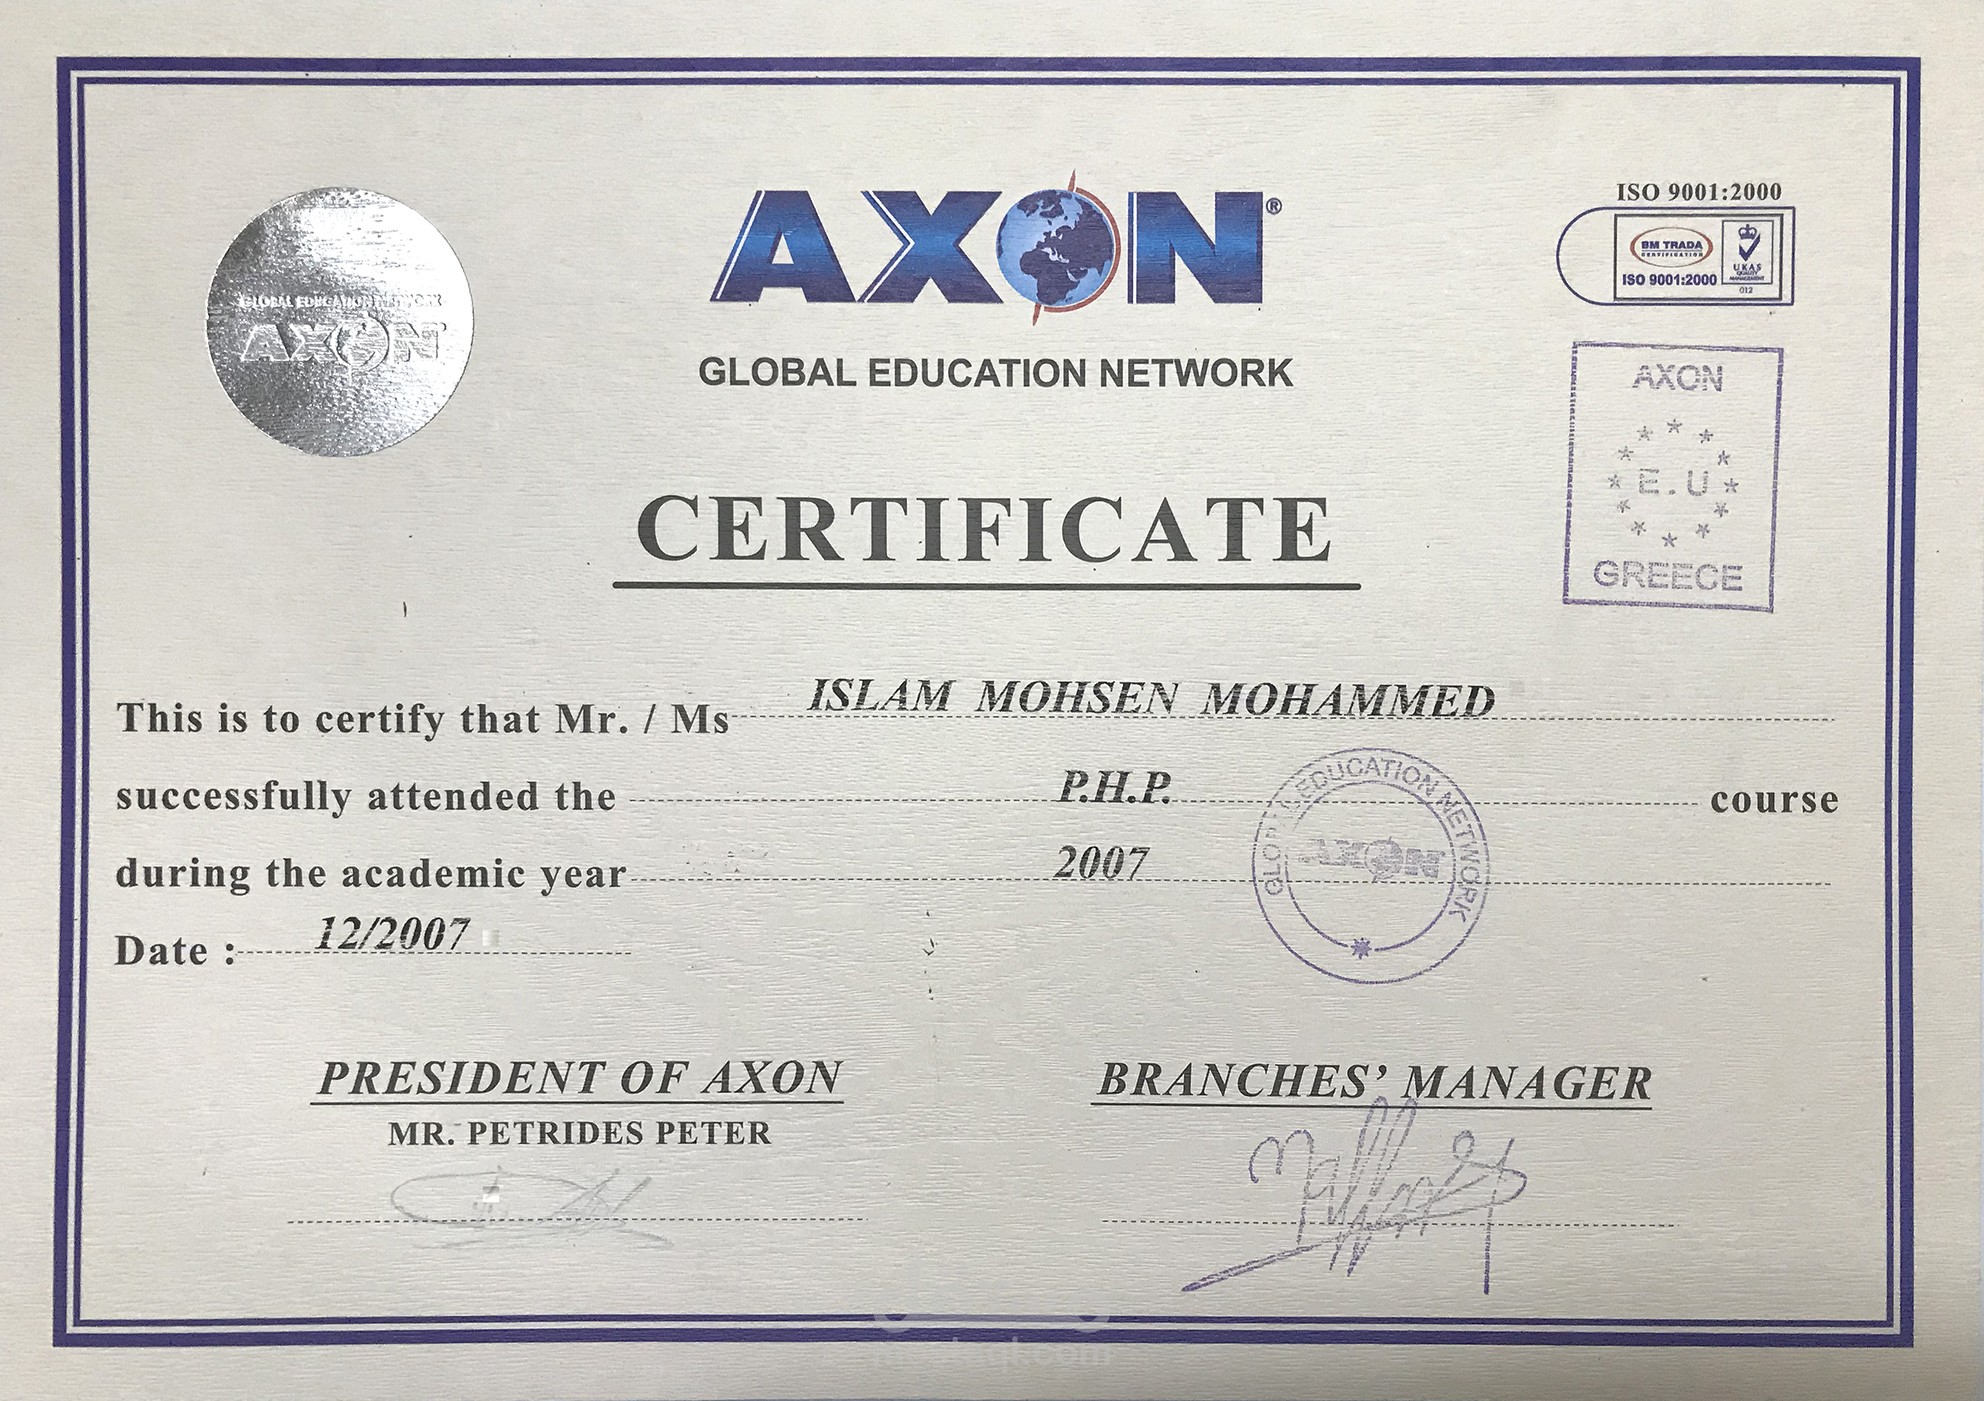 GLOBAL EDUCATION NETWORK
AXON
AXON®
GLOBAL EDUCATION NETWORK
ISO 9001:2000
BM TRADA
CERTIFICATION
ISO 9001:2000
UKAS
QUALITY
MANAGEMENT
012
AXON
E.U
GREECE
CERTIFICATE
This is to certify that Mr. / Ms ISLAM MOHSEN MOHAMMED
successfully attended the P.H.P. course
during the academic year 2007
Date : 12/2007
GLOBAL EDUCATION NETWORK
AXON
PRESIDENT OF AXON
MR. PETRIDES PETER
BRANCHES' MANAGER